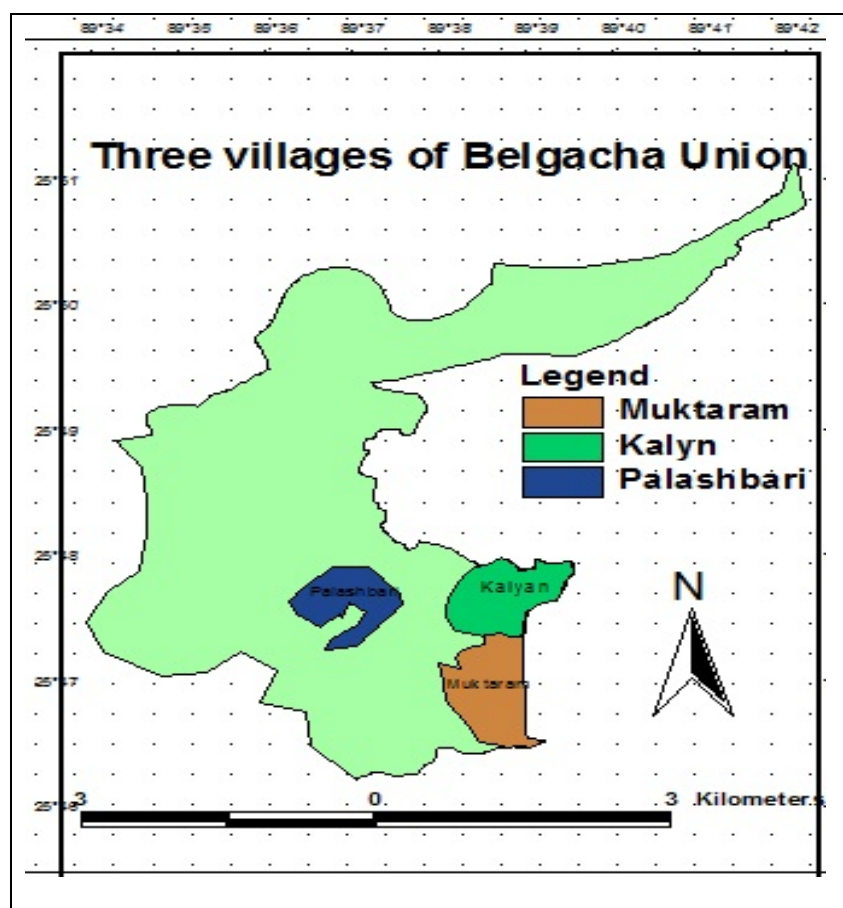 89°34 89°35 89°36 89°37 89°38 89°39 89°40 89°41 89°42
Three villages of Belgacha Union
25°51
25°50
Legend
Muktaram
25°49
Kalyn
Palashbari
25°48
Palashbari
Kalyan
N
25°47
Muktaram
25°46
3 0 3 Kilometers